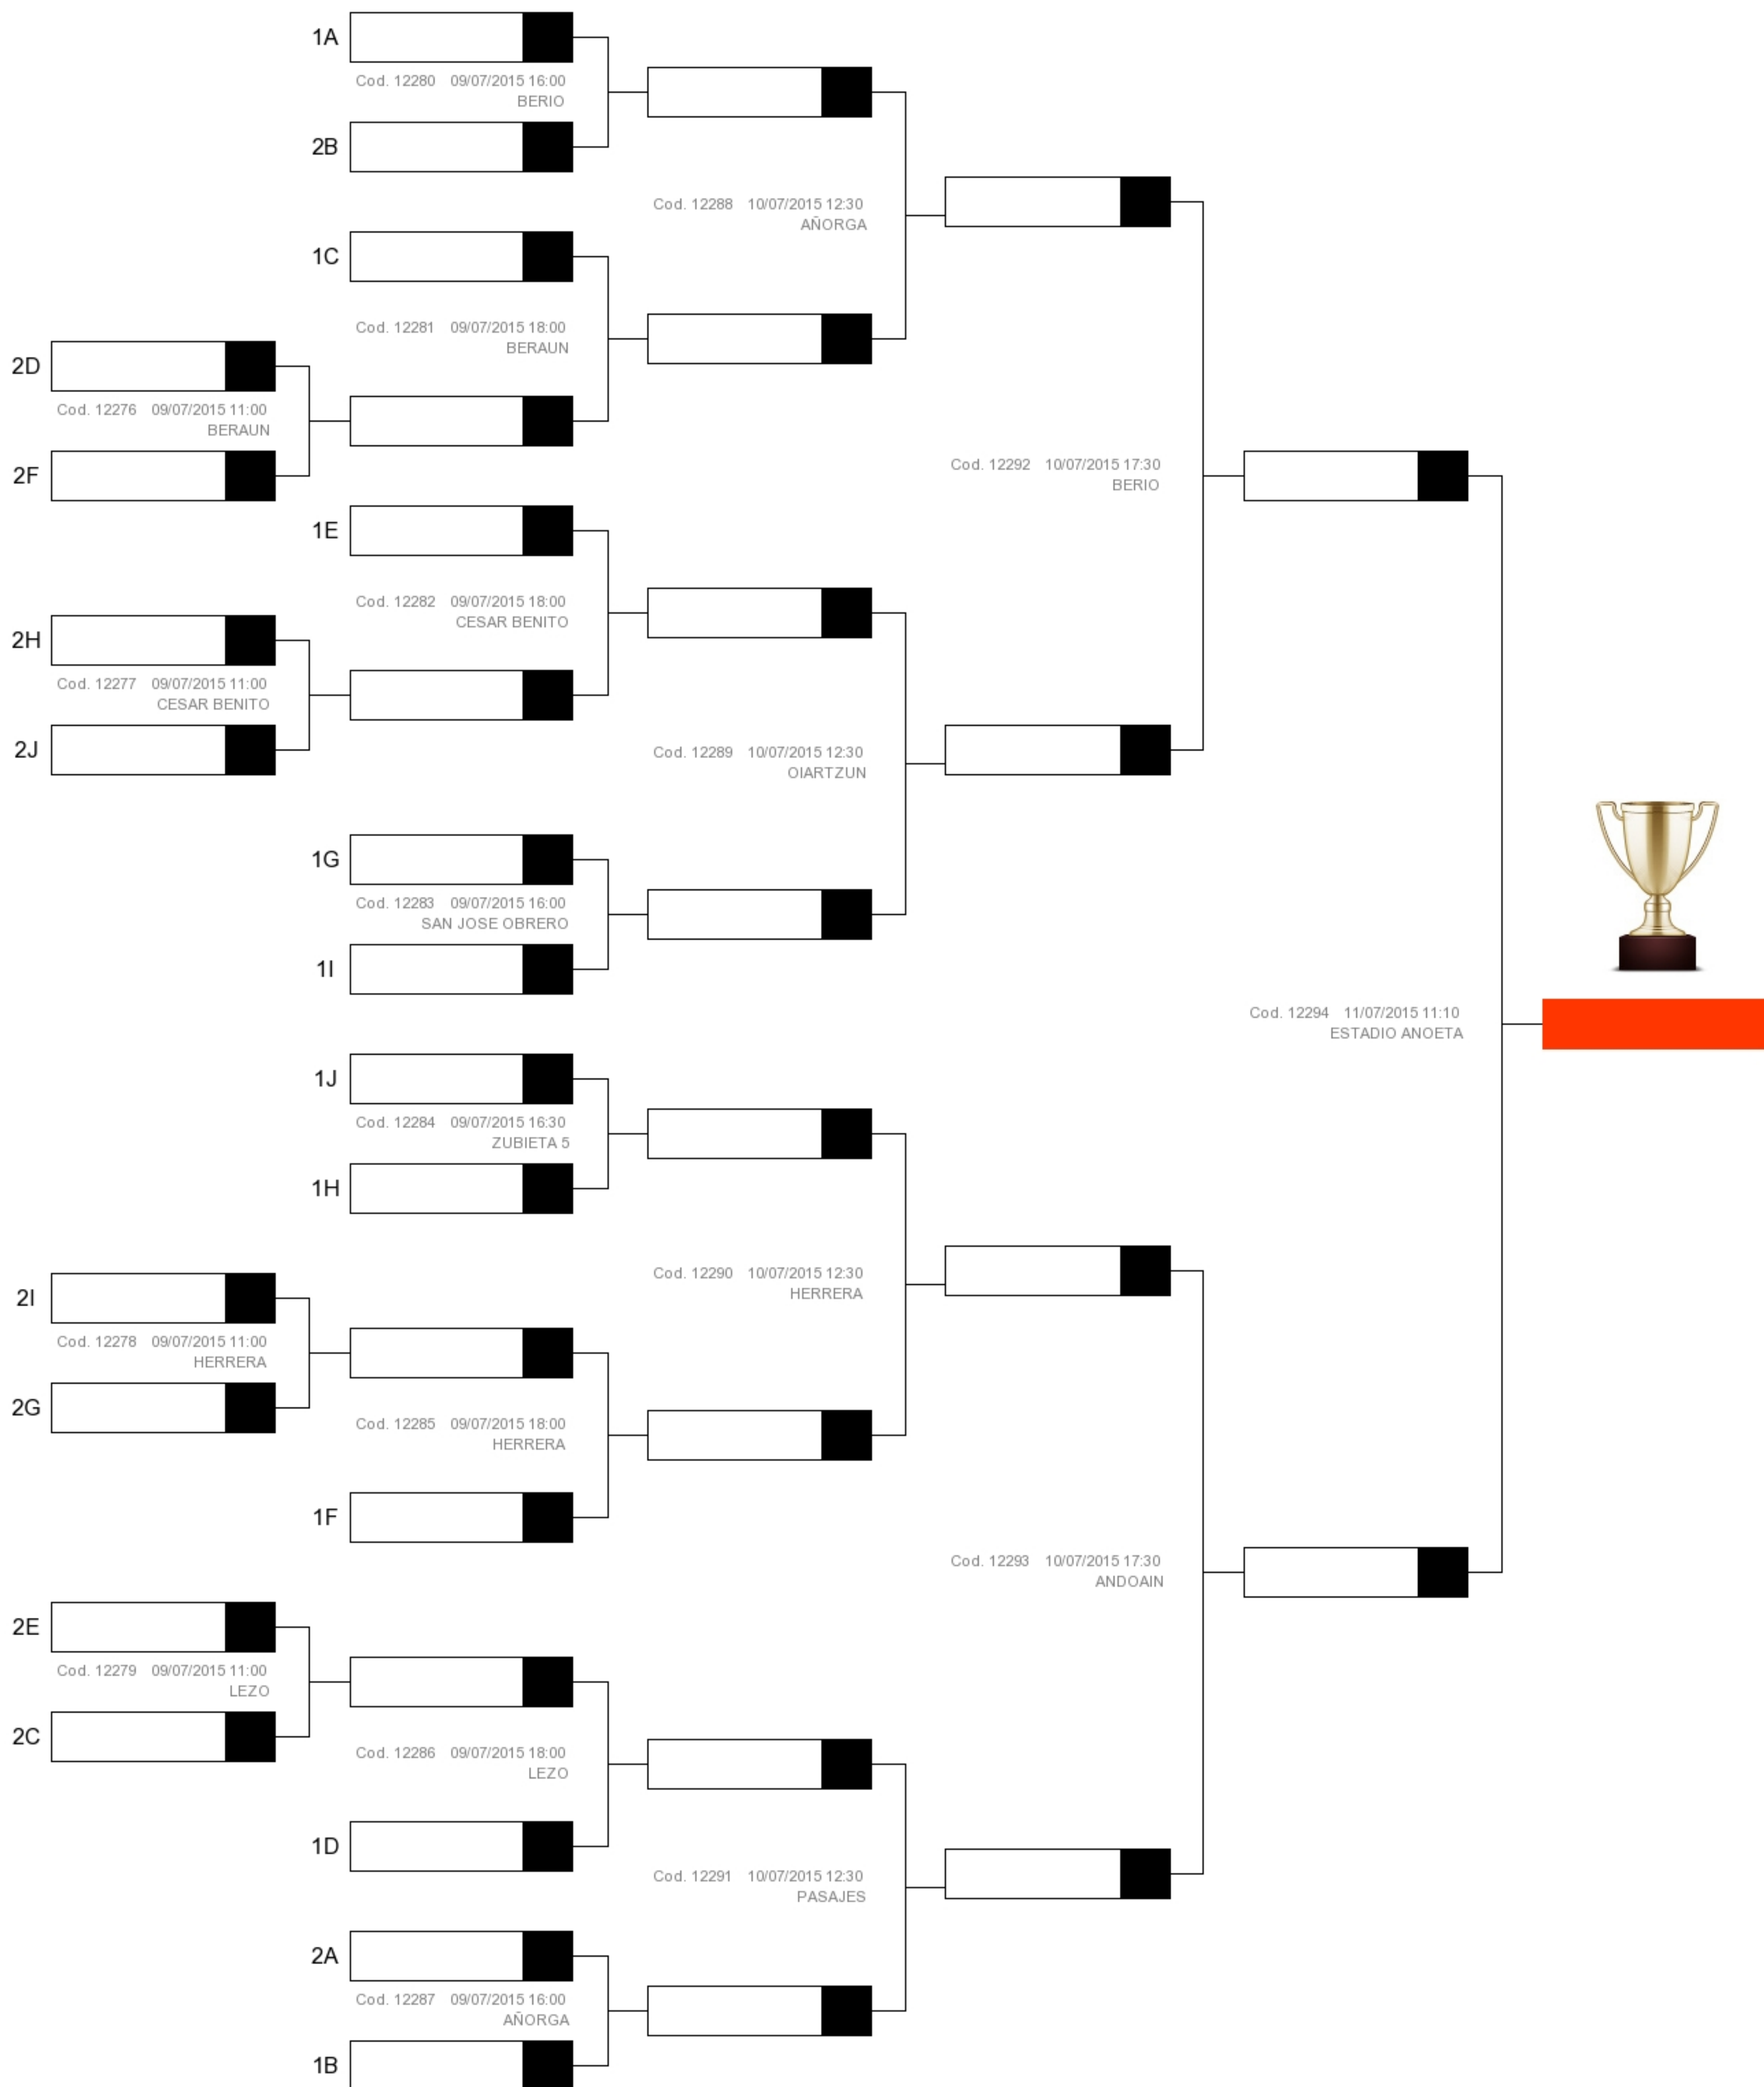 1A
Cod. 12280 09/07/2015 16:00
BERIO
2B
Cod. 12288 10/07/2015 12:30
AÑORGA
1C
Cod. 12281 09/07/2015 18:00
BERAUN
2D
Cod. 12276 09/07/2015 11:00
BERAUN
2F
Cod. 12292 10/07/2015 17:30
BERIO
1E
Cod. 12282 09/07/2015 18:00
CESAR BENITO
2H
Cod. 12277 09/07/2015 11:00
CESAR BENITO
2J
Cod. 12289 10/07/2015 12:30
OIARTZUN
1G
Cod. 12283 09/07/2015 16:00
SAN JOSE OBRERO
1I
Cod. 12294 11/07/2015 11:10
ESTADIO ANOETA
1J
Cod. 12284 09/07/2015 16:30
ZUBIETA 5
1H
Cod. 12290 10/07/2015 12:30
HERRERA
2I
Cod. 12278 09/07/2015 11:00
HERRERA
2G
Cod. 12285 09/07/2015 18:00
HERRERA
1F
Cod. 12293 10/07/2015 17:30
ANDOAIN
2E
Cod. 12279 09/07/2015 11:00
LEZO
2C
Cod. 12286 09/07/2015 18:00
LEZO
1D
Cod. 12291 10/07/2015 12:30
PASAJES
2A
Cod. 12287 09/07/2015 16:00
AÑORGA
1B